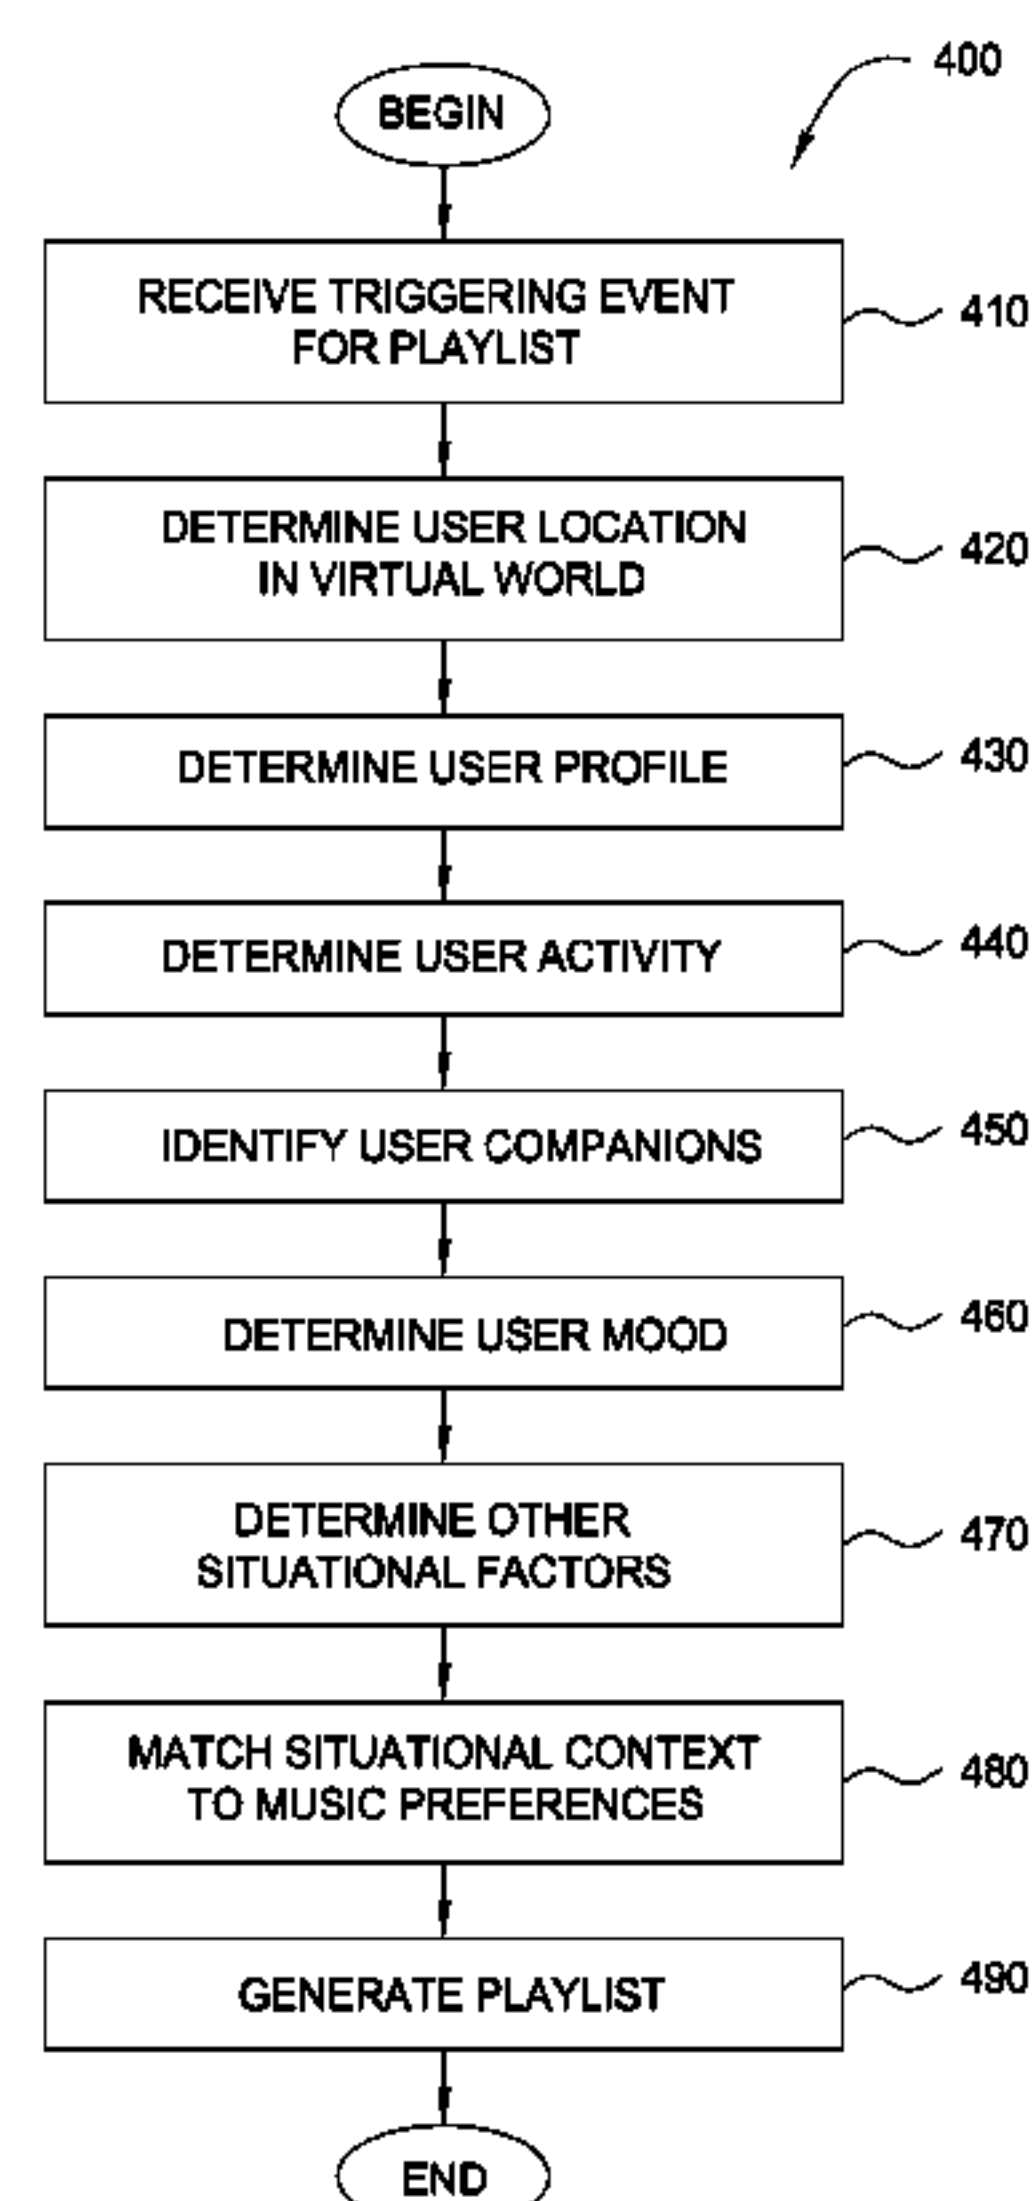 400
BEGIN
RECEIVE TRIGGERING EVENT
FOR PLAYLIST
410
DETERMINE USER LOCATION
IN VIRTUAL WORLD
420
DETERMINE USER PROFILE
430
DETERMINE USER ACTIVITY
440
IDENTIFY USER COMPANIONS
450
DETERMINE USER MOOD
460
DETERMINE OTHER
SITUATIONAL FACTORS
470
MATCH SITUATIONAL CONTEXT
TO MUSIC PREFERENCES
480
GENERATE PLAYLIST
490
END